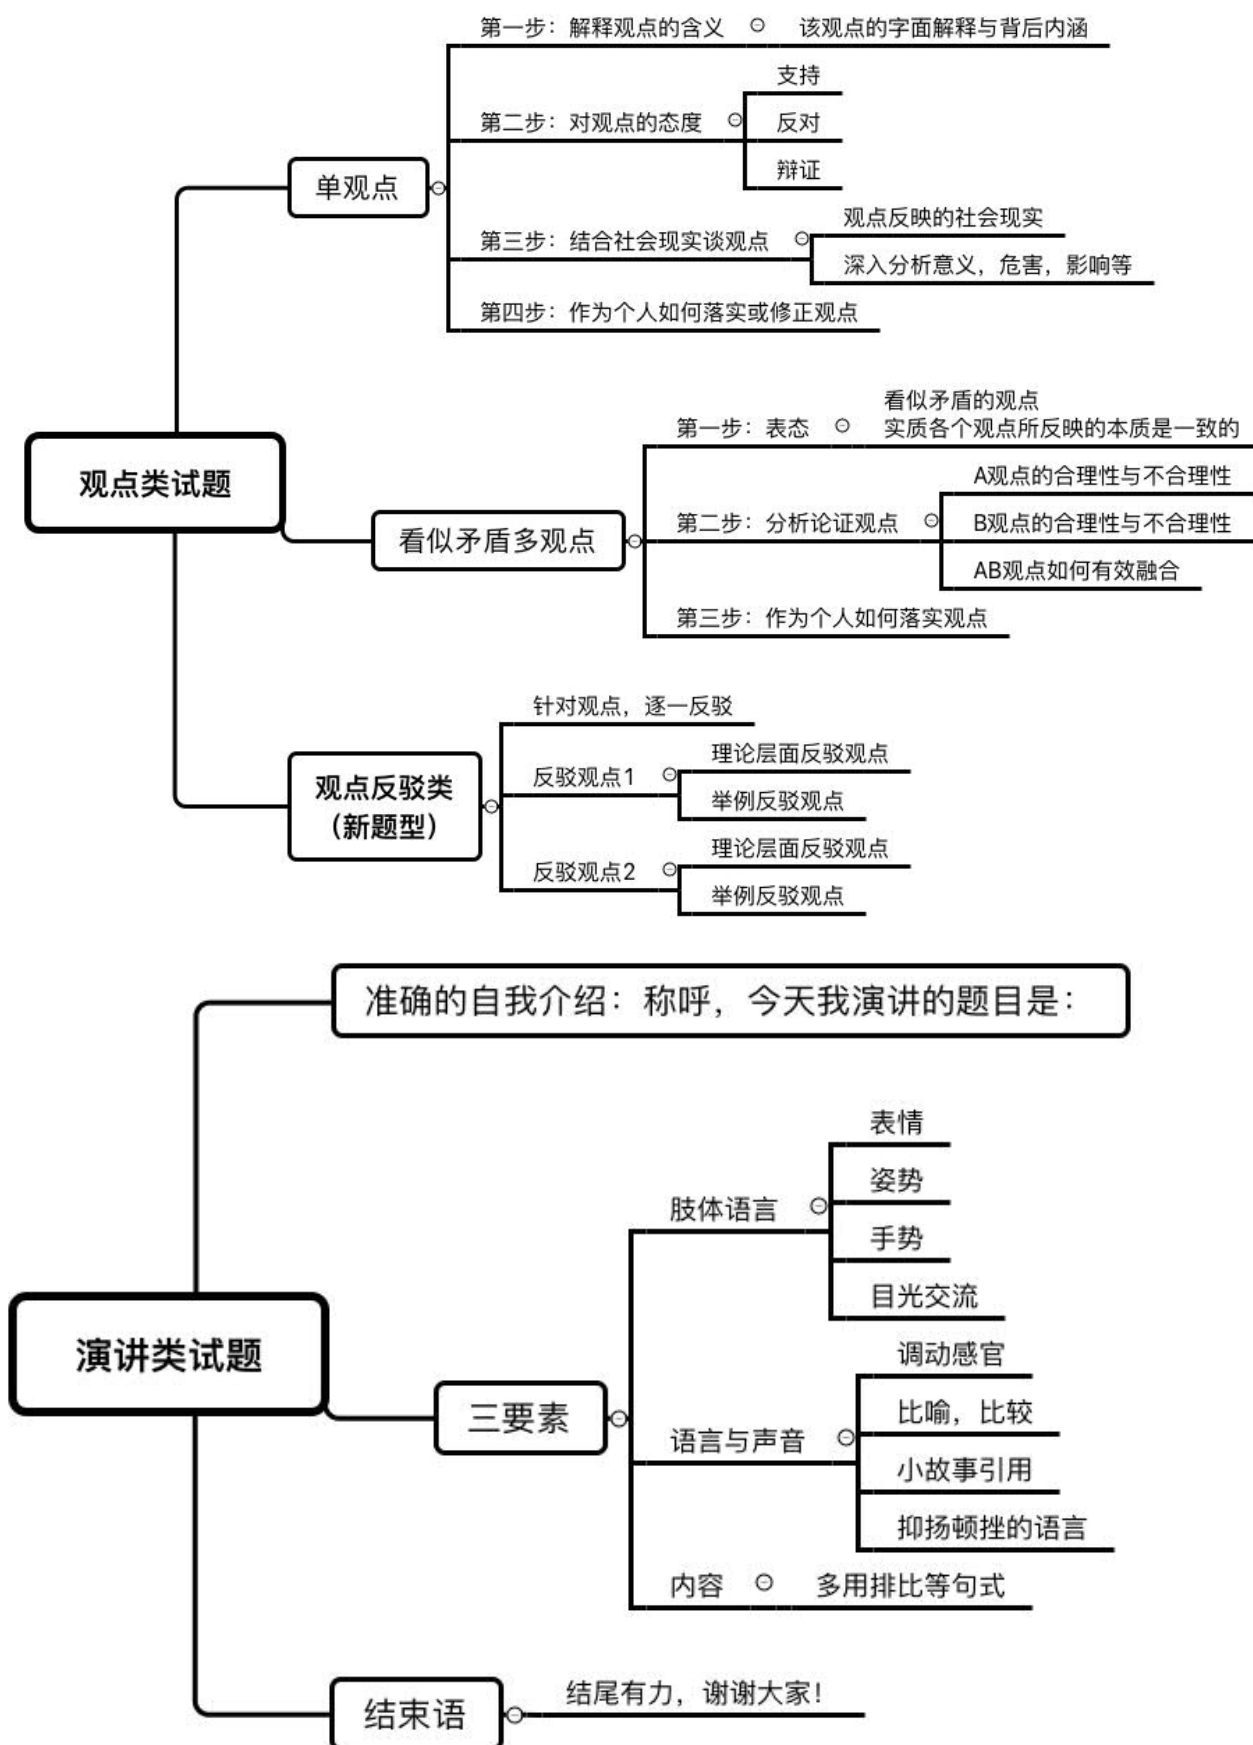 第一步：解释观点的含义
该观点的字面解释与背后内涵
支持
第二步：对观点的态度
反对
辩证
单观点
观点反映的社会现实
第三步：结合社会现实谈观点
深入分析意义，危害，影响等
第四步：作为个人如何落实或修正观点
观点类试题
看似矛盾的观点
第一步：表态
实质各个观点所反映的本质是一致的
A观点的合理性与不合理性
第二步：分析论证观点
B观点的合理性与不合理性
看似矛盾多观点
AB观点如何有效融合
第三步：作为个人如何落实观点
针对观点，逐一反驳
理论层面反驳观点
反驳观点1
举例反驳观点
观点反驳类
（新题型）
理论层面反驳观点
反驳观点2
举例反驳观点
准确的自我介绍：称呼，今天我演讲的题目是：
表情
姿势
肢体语言
手势
目光交流
演讲类试题
调动感官
比喻，比较
三要素
语言与声音
小故事引用
抑扬顿挫的语言
内容
多用排比等句式
结束语
结尾有力，谢谢大家！